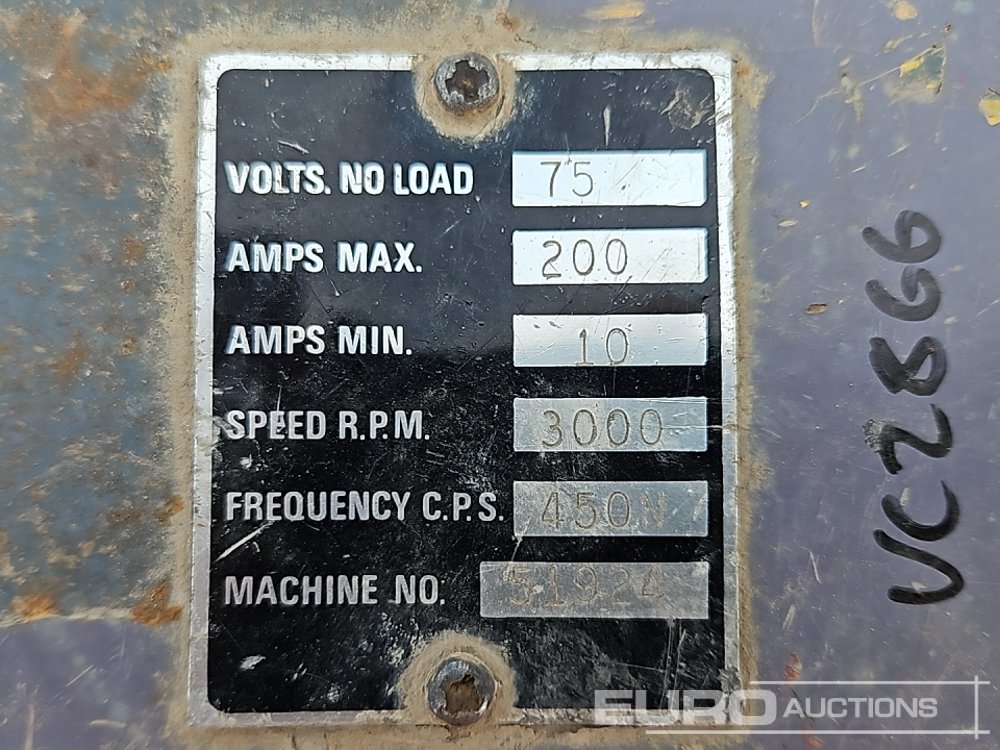 VOLTS. NO LOAD 75
AMPS MAX. 200
AMPS MIN. 10
SPEED R.P.M. 3000
FREQUENCY C.P.S. 450N
MACHINE NO. 51924
VC2866
EURO AUCTIONS